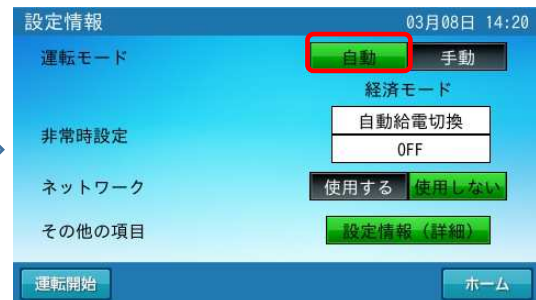 設定情報 03月08日 14:20
運転モード 自動 手動
経済モード
非常時設定 自動給電切換
OFF
ネットワーク 使用する 使用しない
その他の項目 設定情報（詳細）
運転開始 ホーム